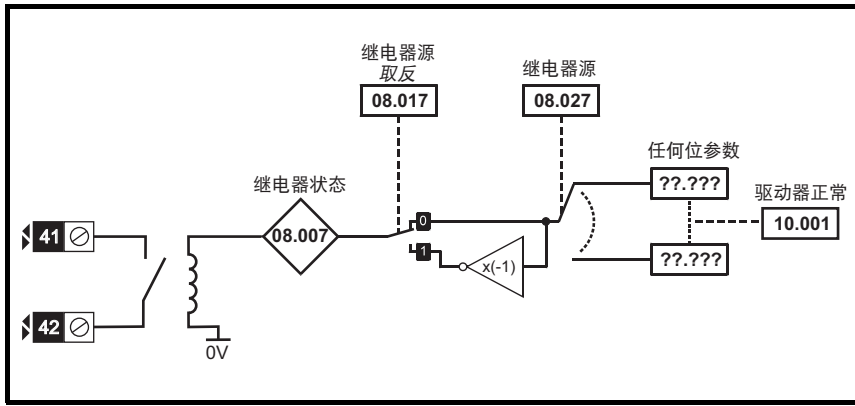 继电器源
取反
08.017
继电器源
08.027
任何位参数
??.???
驱动器正常
10.001
继电器状态
08.007
0
1
x(-1)
??.???
41
42
0V